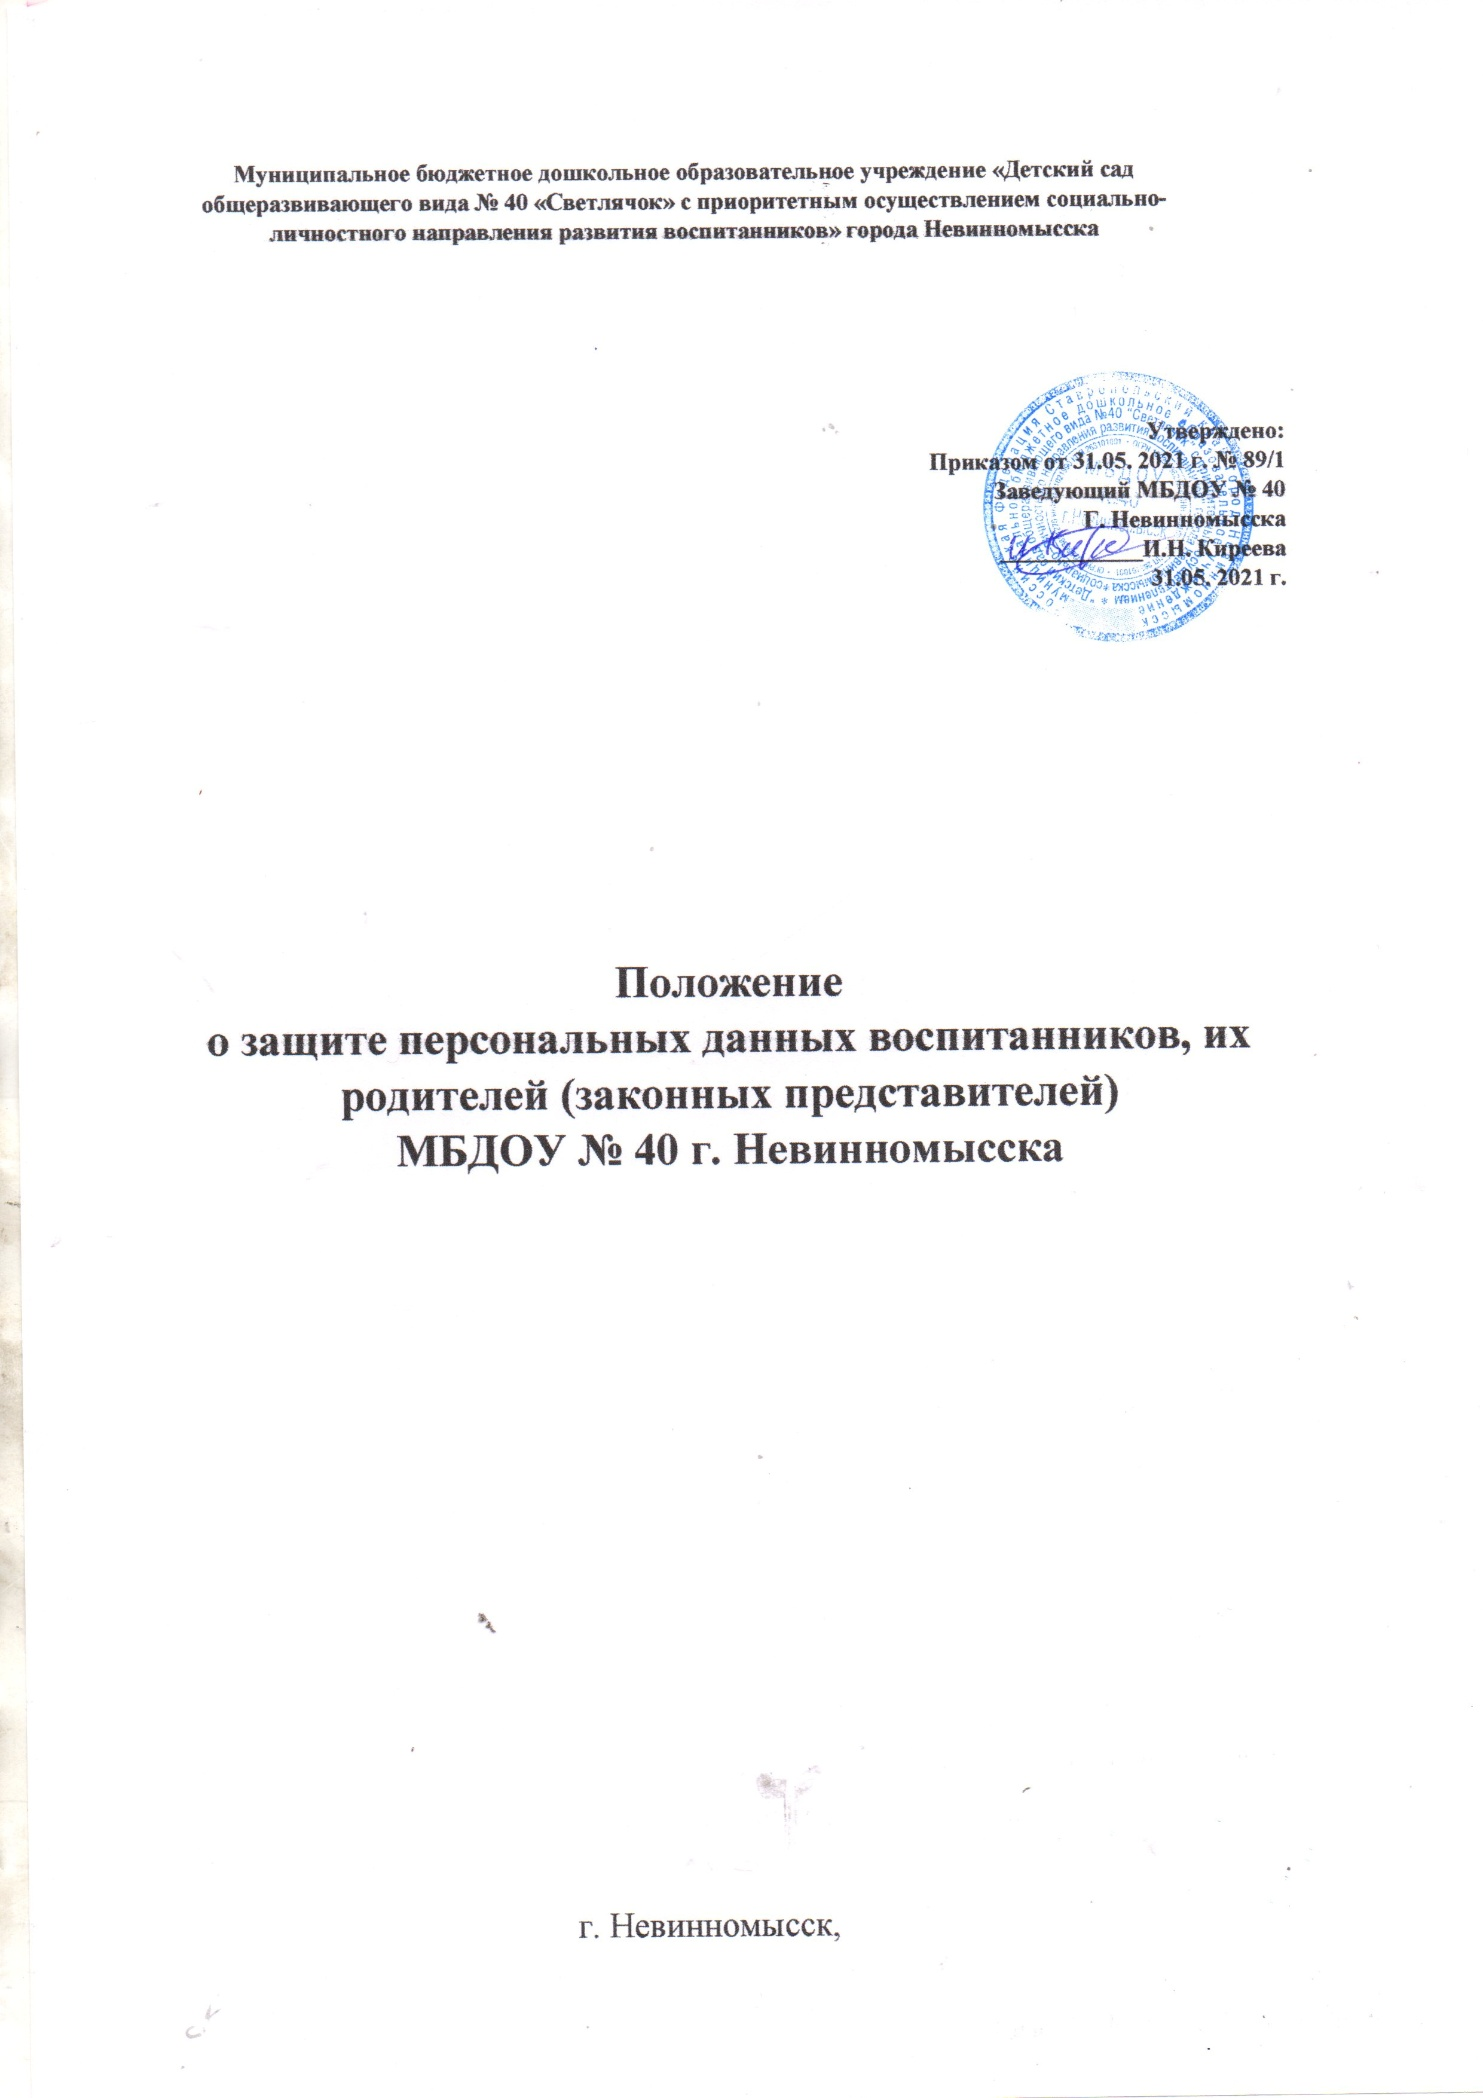 Муниципальное бюджетное дошкольное образовательное учреждение «Детский сад
общеразвивающего вида № 40 «Светлячок» с приоритетным осуществлением социально-
личностного направления развития воспитанников» города Невинномысска
Утверждено:
Приказом от 31.05. 2021 г. № 89/1
Заведующий МБДОУ № 40
Г. Невинномысска
____________И.Н. Киреева
31.05. 2021 г.
Положение
о защите персональных данных воспитанников, их
родителей (законных представителей)
МБДОУ № 40 г. Невинномысска
г. Невинномысск,